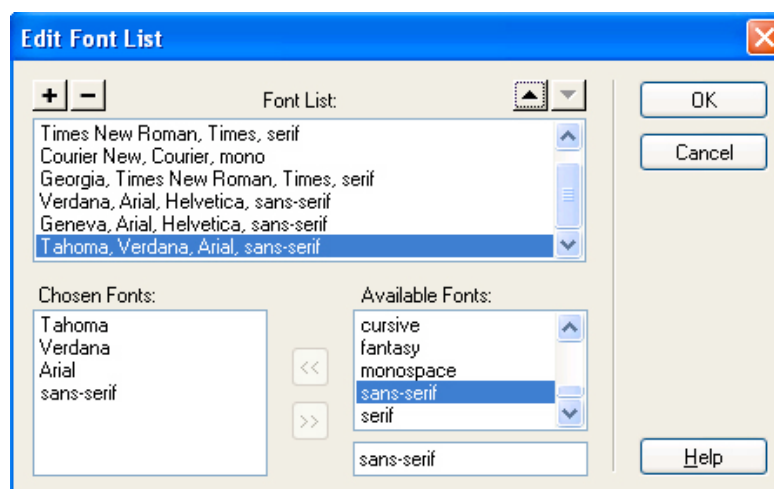 Edit Font List
+ −
Font List:
OK
Times New Roman, Times, serif
Courier New, Courier, mono
Georgia, Times New Roman, Times, serif
Verdana, Arial, Helvetica, sans-serif
Geneva, Arial, Helvetica, sans-serif
Tahoma, Verdana, Arial, sans-serif
Cancel
Chosen Fonts:
Tahoma
Verdana
Arial
sans-serif
<<
>>
Available Fonts:
cursive
fantasy
monospace
sans-serif
serif
sans-serif
Help